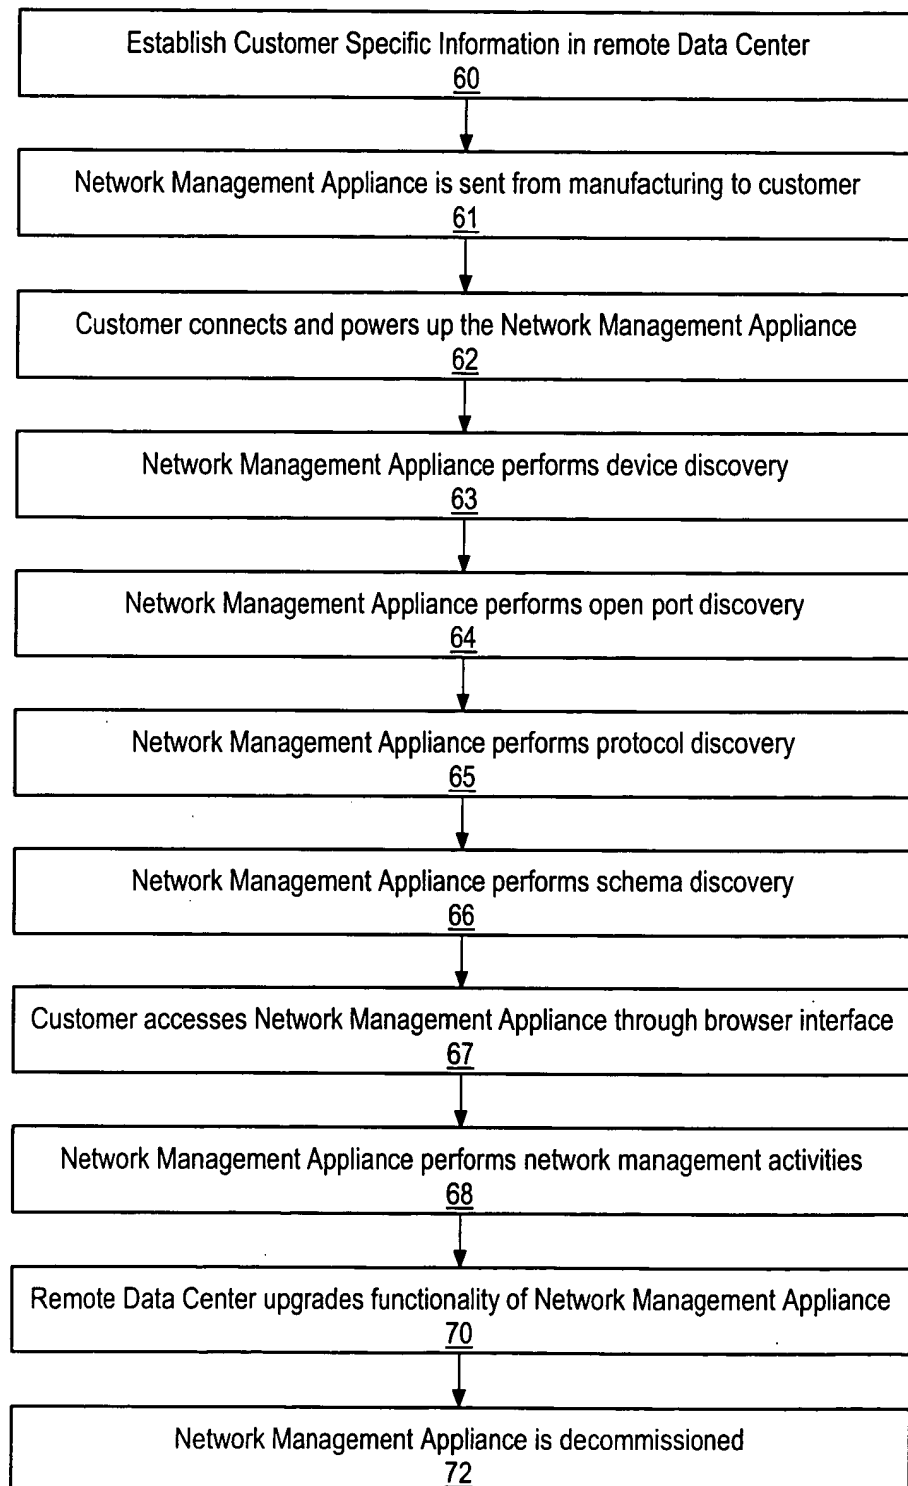 Establish Customer Specific Information in remote Data Center
60
Network Management Appliance is sent from manufacturing to customer
61
Customer connects and powers up the Network Management Appliance
62
Network Management Appliance performs device discovery
63
Network Management Appliance performs open port discovery
64
Network Management Appliance performs protocol discovery
65
Network Management Appliance performs schema discovery
66
Customer accesses Network Management Appliance through browser interface
67
Network Management Appliance performs network management activities
68
Remote Data Center upgrades functionality of Network Management Appliance
70
Network Management Appliance is decommissioned
72